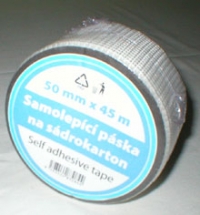 50 mm x 45 m
Samolepící páska
na sádrokarton
Self adhesive tape